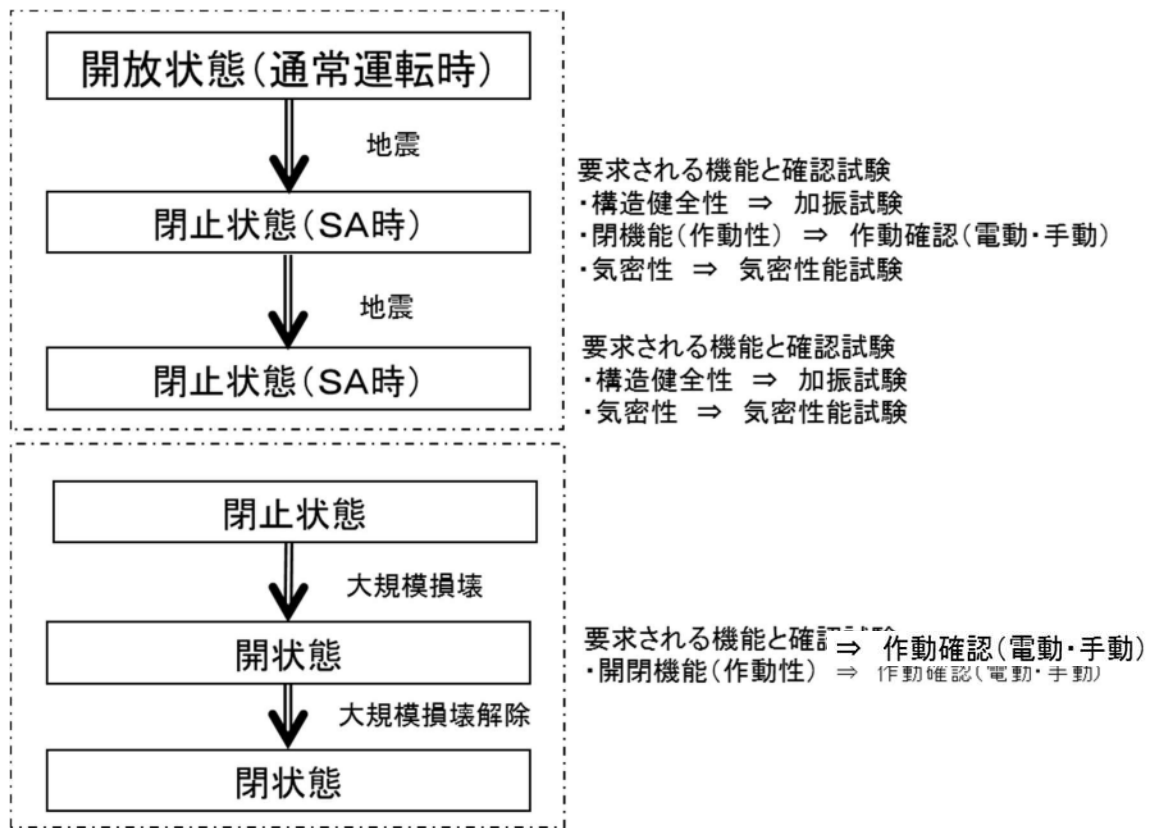 開放状態(通常運転時)
地震
閉止状態(SA時)
地震
閉止状態(SA時)
要求される機能と確認試験
・構造健全性 ⇒ 加振試験
・閉機能(作動性) ⇒ 作動確認(電動・手動)
・気密性 ⇒ 気密性能試験
要求される機能と確認試験
・構造健全性 ⇒ 加振試験
・気密性 ⇒ 気密性能試験
閉止状態
大規模損壊
開状態
大規模損壊解除
閉状態
要求される機能と確認試験
⇒ 作動確認(電動・手動)
・開閉機能(作動性) ⇒ 作動確認(電動・手動)